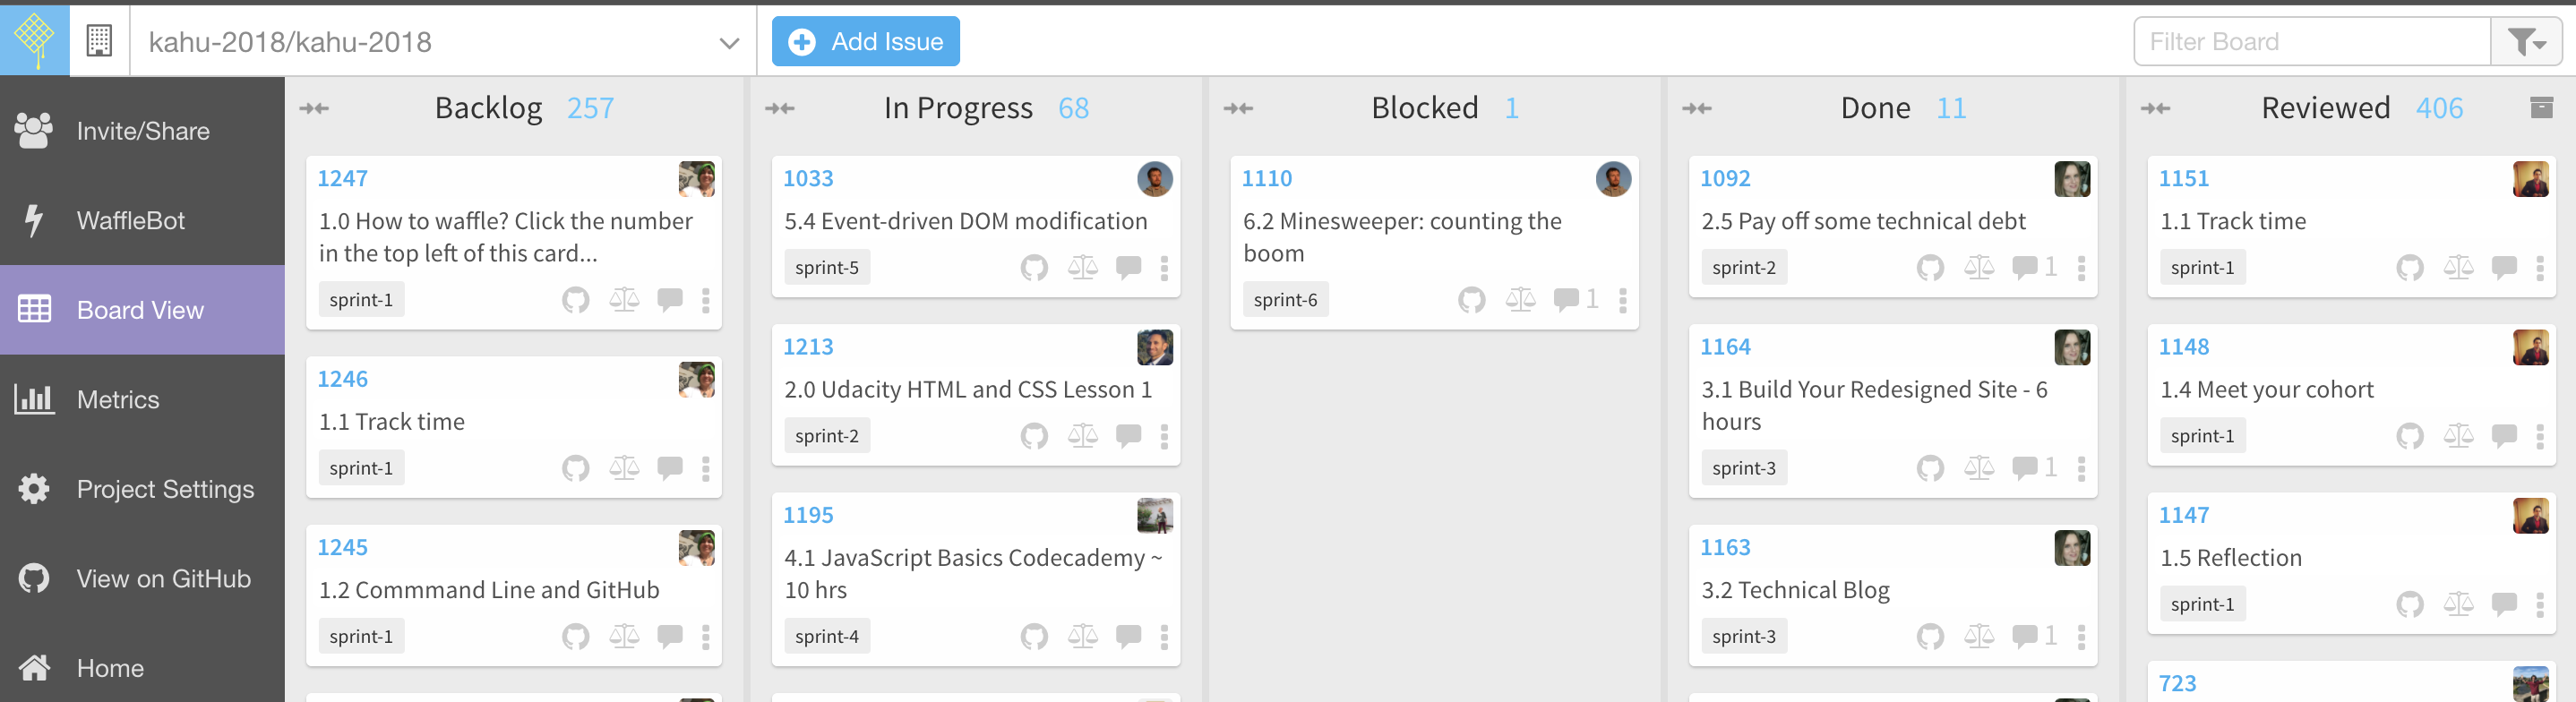 kahu-2018/kahu-2018
Add Issue
Filter Board
Invite/Share
WaffleBot
Board View
Metrics
Project Settings
View on GitHub
Home
Backlog 257
1247
1.0 How to waffle? Click the number
in the top left of this card...
sprint-1
1246
1.1 Track time
sprint-1
1245
1.2 Commmand Line and GitHub
sprint-1
In Progress 68
1033
5.4 Event-driven DOM modification
sprint-5
1213
2.0 Udacity HTML and CSS Lesson 1
sprint-2
1195
4.1 JavaScript Basics Codecademy ~
10 hrs
sprint-4
Blocked 1
1110
6.2 Minesweeper: counting the
boom
sprint-6 1
Done 11
1092
2.5 Pay off some technical debt
sprint-2 1
1164
3.1 Build Your Redesigned Site - 6
hours
sprint-3 1
1163
3.2 Technical Blog
sprint-3 1
Reviewed 406
1151
1.1 Track time
sprint-1
1148
1.4 Meet your cohort
sprint-1
1147
1.5 Reflection
sprint-1
723